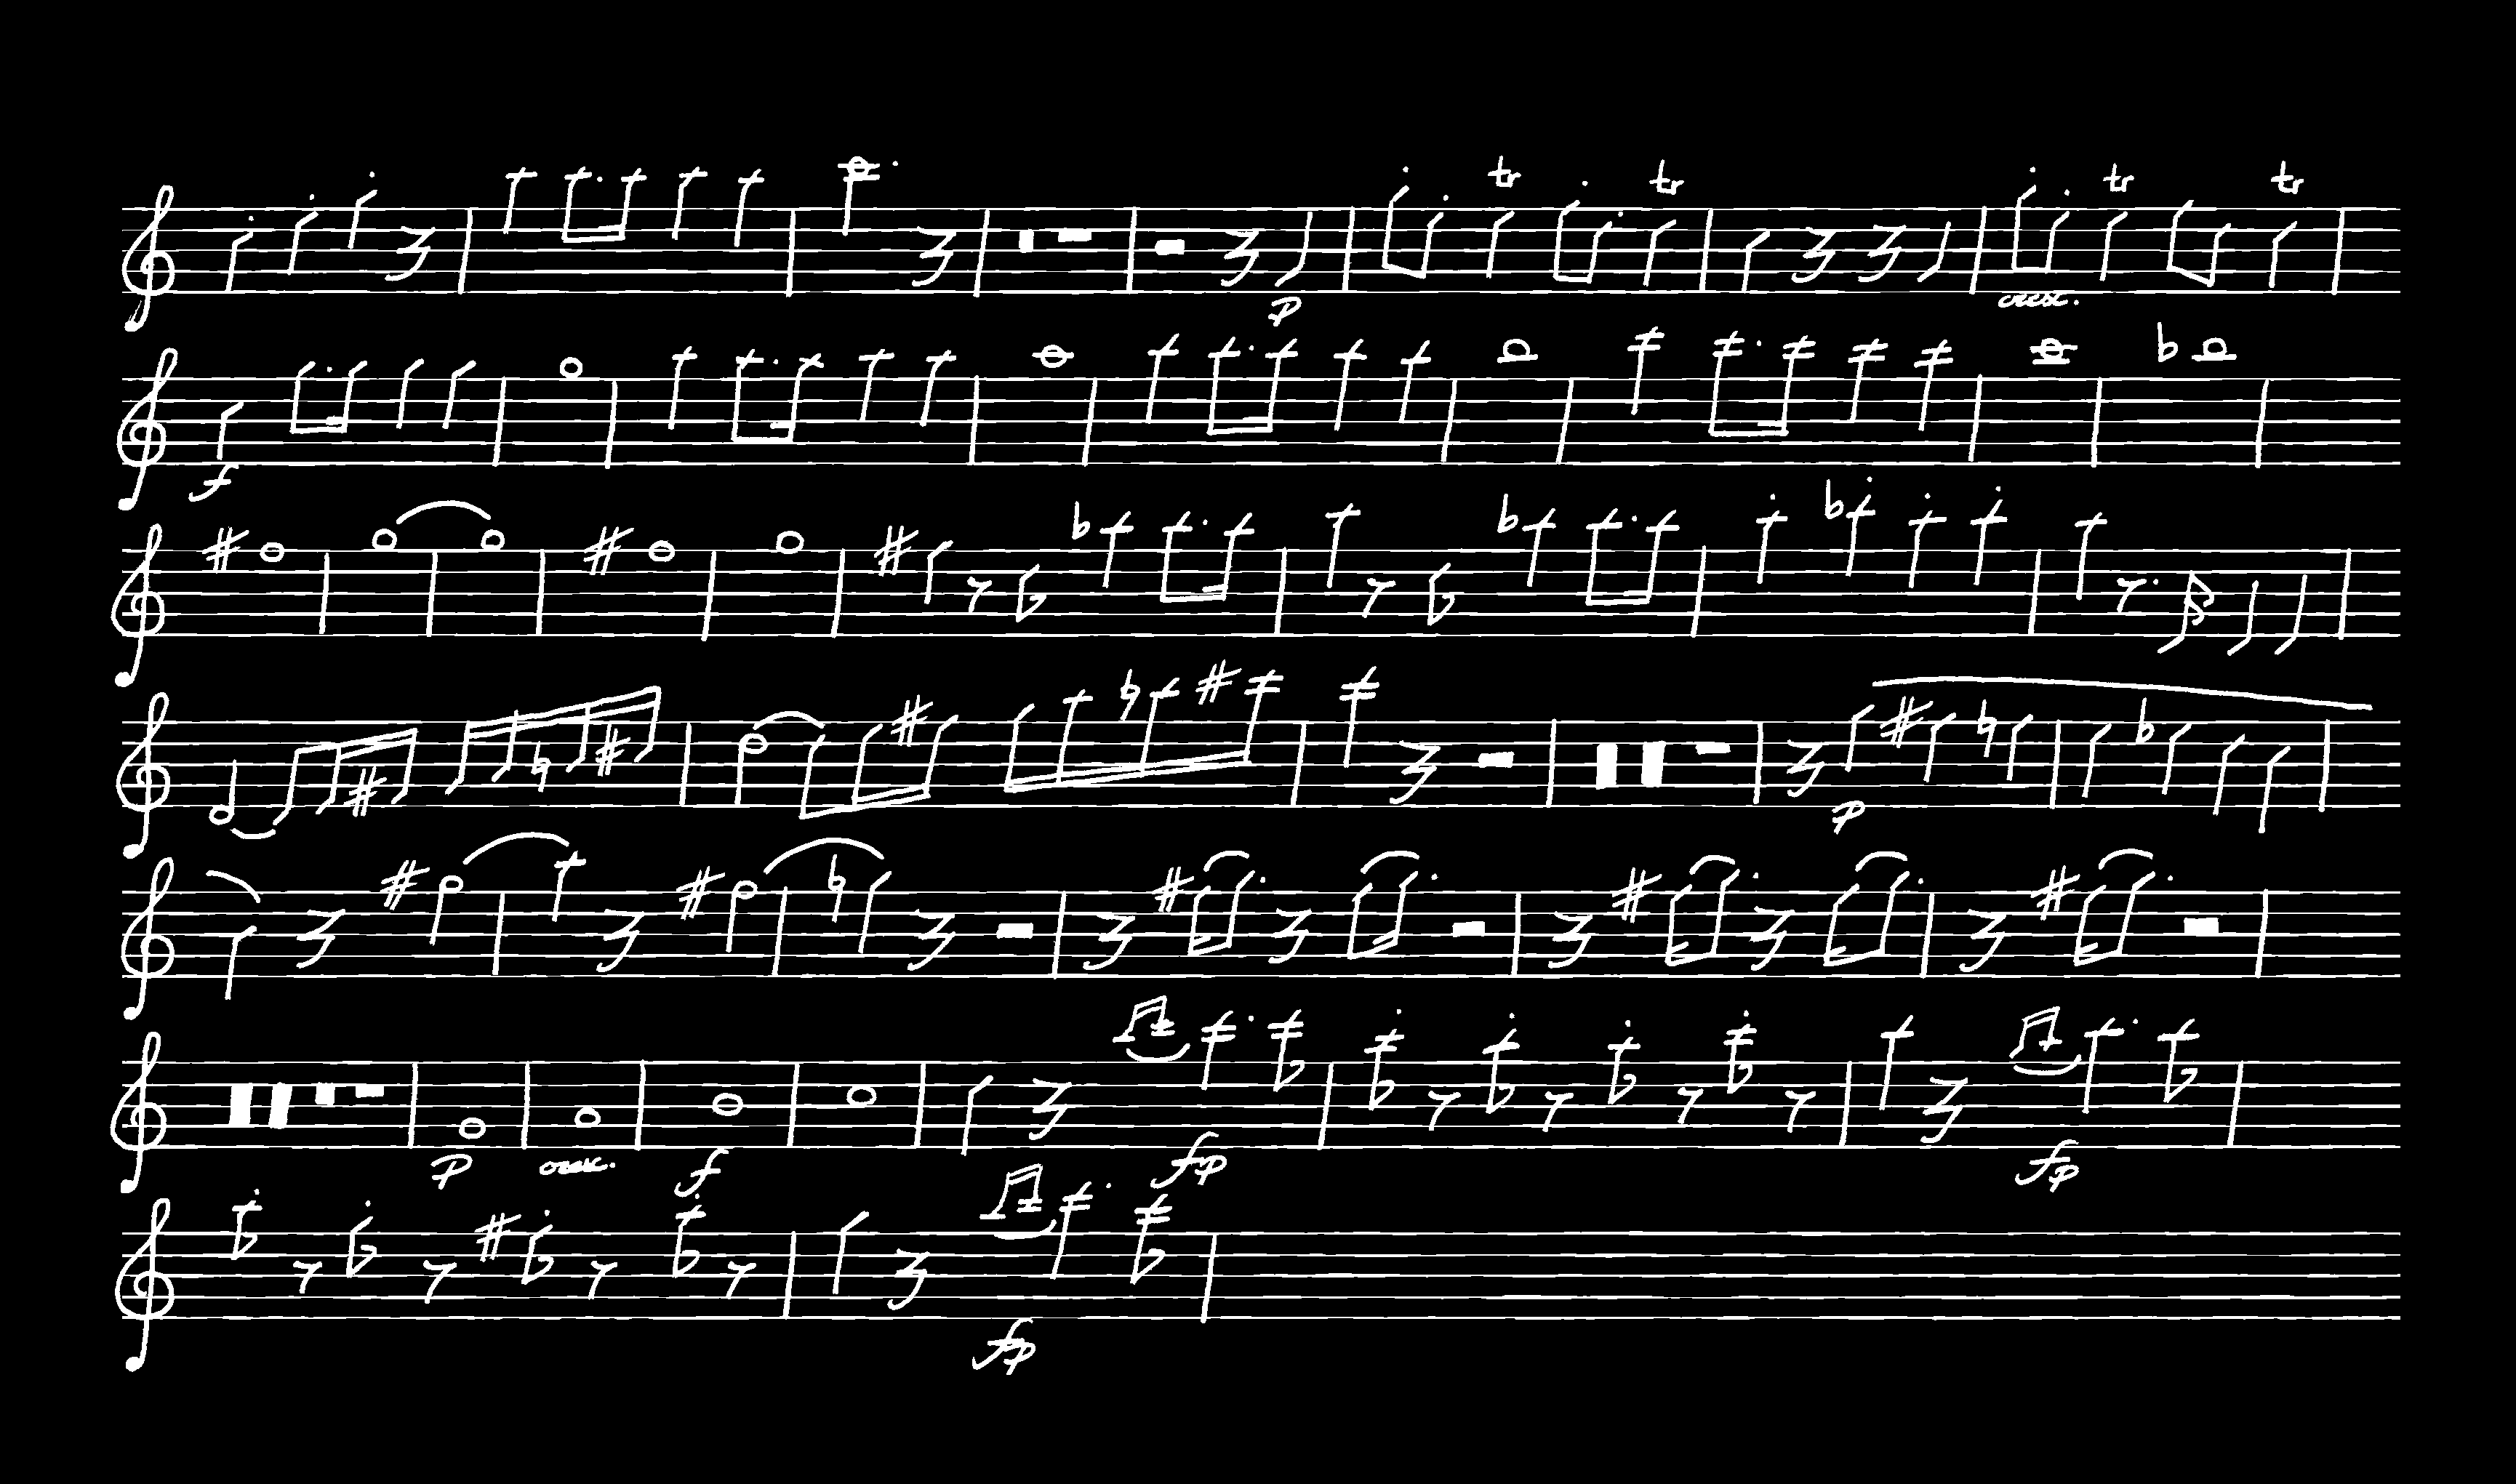 tr tr tr tr
p cresc.
f
p
p cresc. f fp fp
fp